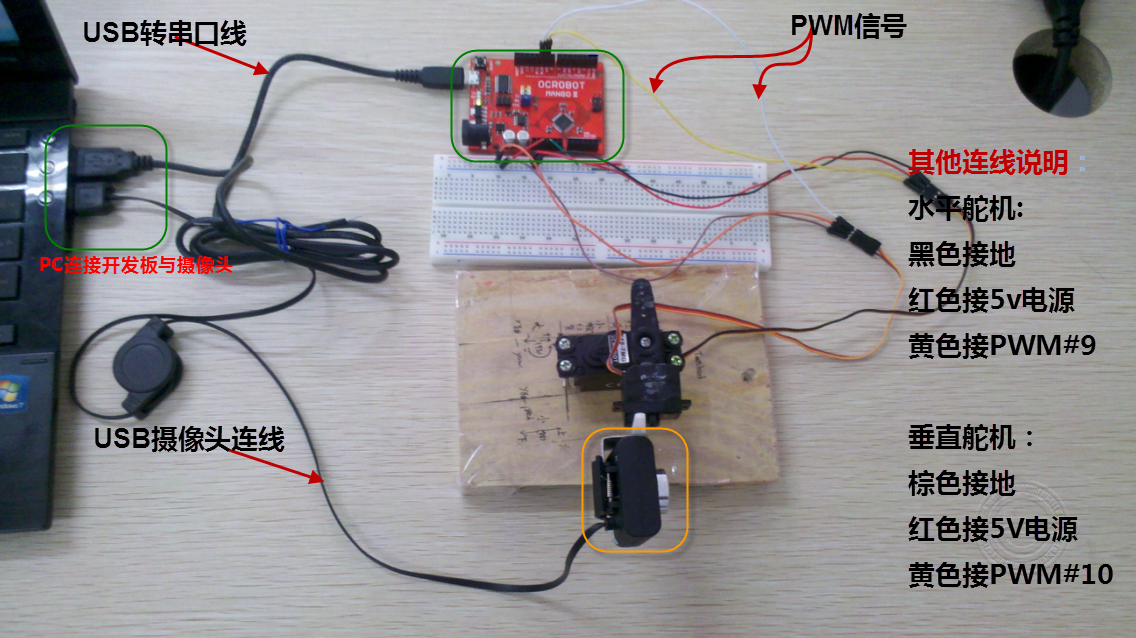 USB转串口线
PWM信号
OCROBOT
MANGO II
其他连线说明：
水平舵机:
黑色接地
红色接5v电源
黄色接PWM#9
PC连接开发板与摄像头
USB摄像头连线
垂直舵机：
棕色接地
红色接5V电源
黄色接PWM#10